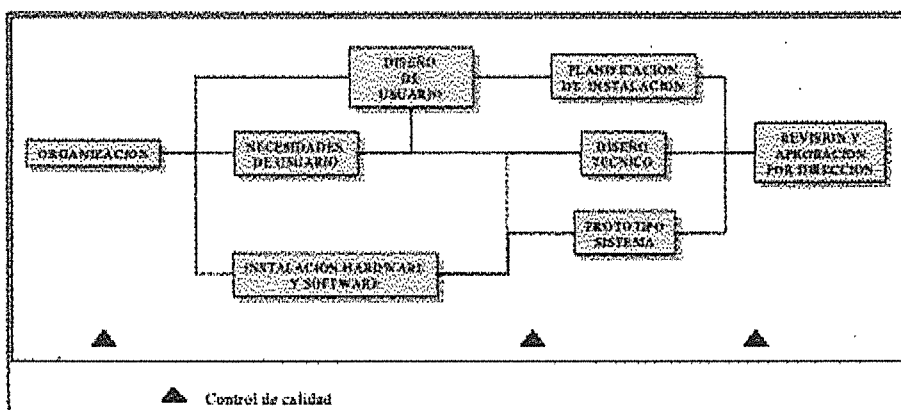 DISEÑO
DE
USUARIO
PLANIFICACION
DE INSTALACION
ORGANIZACION
NECESIDADES
DE USUARIO
DISEÑO
TECNICO
REVISION Y
APROBACION
POR DIRECCION
PROTOTIPO
SISTEMA
INSTALACION HARDWARE
Y SOFTWARE
Control de calidad